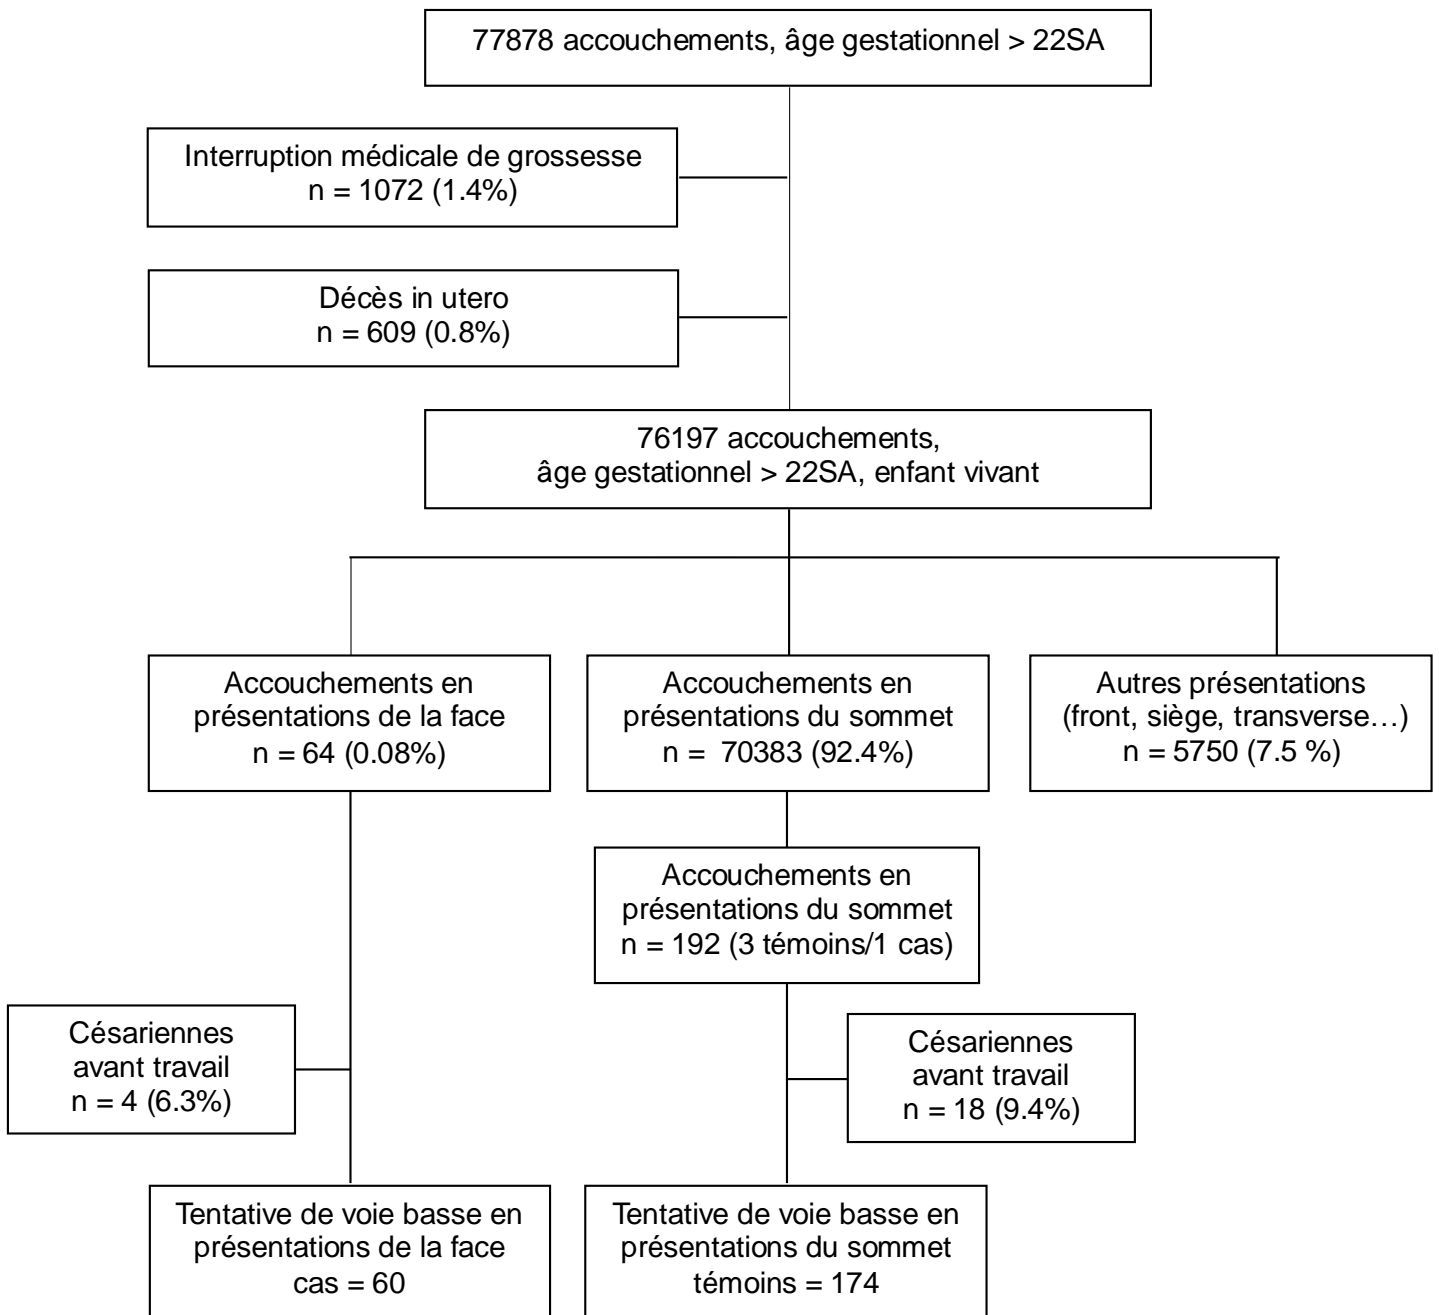 77878 accouchements, âge gestationnel > 22SA
Interruption médicale de grossesse
n = 1072 (1.4%)
Décès in utero
n = 609 (0.8%)
76197 accouchements,
âge gestationnel > 22SA, enfant vivant
Accouchements en
présentations de la face
n = 64 (0.08%)
Accouchements en
présentations du sommet
n =  70383 (92.4%)
Autres présentations
(front, siège, transverse…)
n = 5750 (7.5 %)
Accouchements en
présentations du sommet
n = 192 (3 témoins/1 cas)
Césariennes
avant travail
n = 4 (6.3%)
Césariennes
avant travail
n = 18 (9.4%)
Tentative de voie basse en
présentations de la face
cas = 60
Tentative de voie basse en
présentations du sommet
témoins = 174